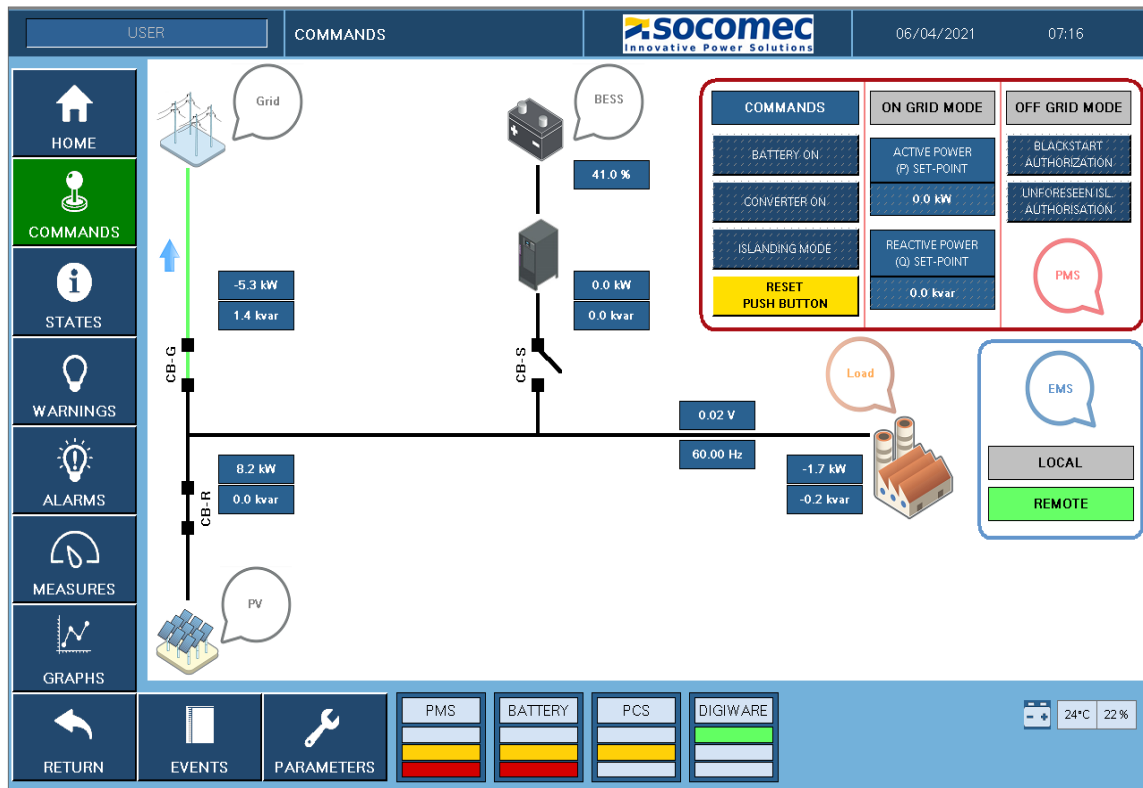 USER
COMMANDS
socomec
Innovative Power Solutions
06/04/2021
07:16
HOME
COMMANDS
STATES
WARNINGS
ALARMS
MEASURES
GRAPHS
RETURN
EVENTS
PARAMETERS
Grid
BESS
41.0 %
-5.3 kW
1.4 kvar
0.0 kW
0.0 kvar
CB-G
CB-S
8.2 kW
0.0 kvar
CB-R
PV
0.02 V
60.00 Hz
Load
-1.7 kW
-0.2 kvar
COMMANDS
BATTERY ON
CONVERTER ON
ISLANDING MODE
RESET
PUSH BUTTON
ON GRID MODE
ACTIVE POWER
(P) SET-POINT
0.0 kW
REACTIVE POWER
(Q) SET-POINT
0.0 kvar
OFF GRID MODE
BLACKSTART
AUTHORIZATION
UNFORESEEN ISL.
AUTHORISATION
PMS
EMS
LOCAL
REMOTE
PMS
BATTERY
PCS
DIGIWARE
24°C
22 %